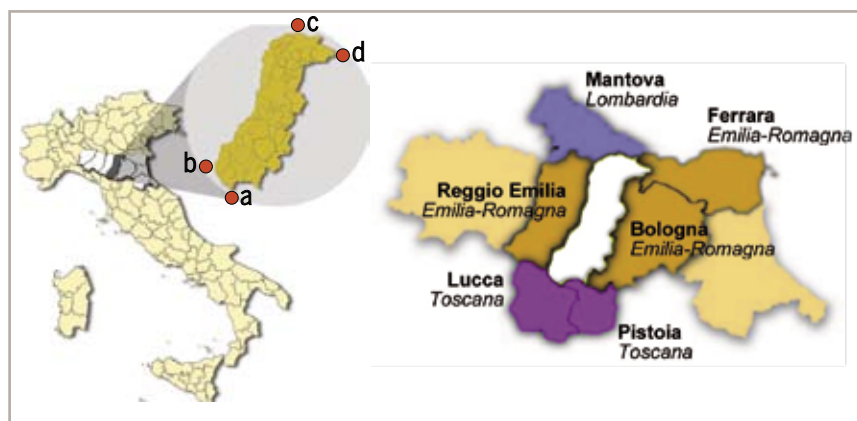 c
d
b
a
Mantova
Lombardia
Ferrara
Emilia-Romagna
Reggio Emilia
Emilia-Romagna
Bologna
Emilia-Romagna
Lucca
Toscana
Pistoia
Toscana